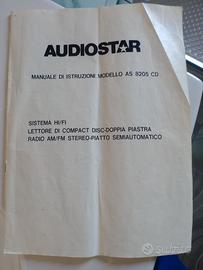 AUDIOSTAR
MANUALE DI ISTRUZIONI MODELLO AS 8205 CD
SISTEMA HI/FI
LETTORE DI COMPACT DISC-DOPPIA PIASTRA
RADIO AM/FM STEREO-PIATTO SEMIAUTOMATICO
subito